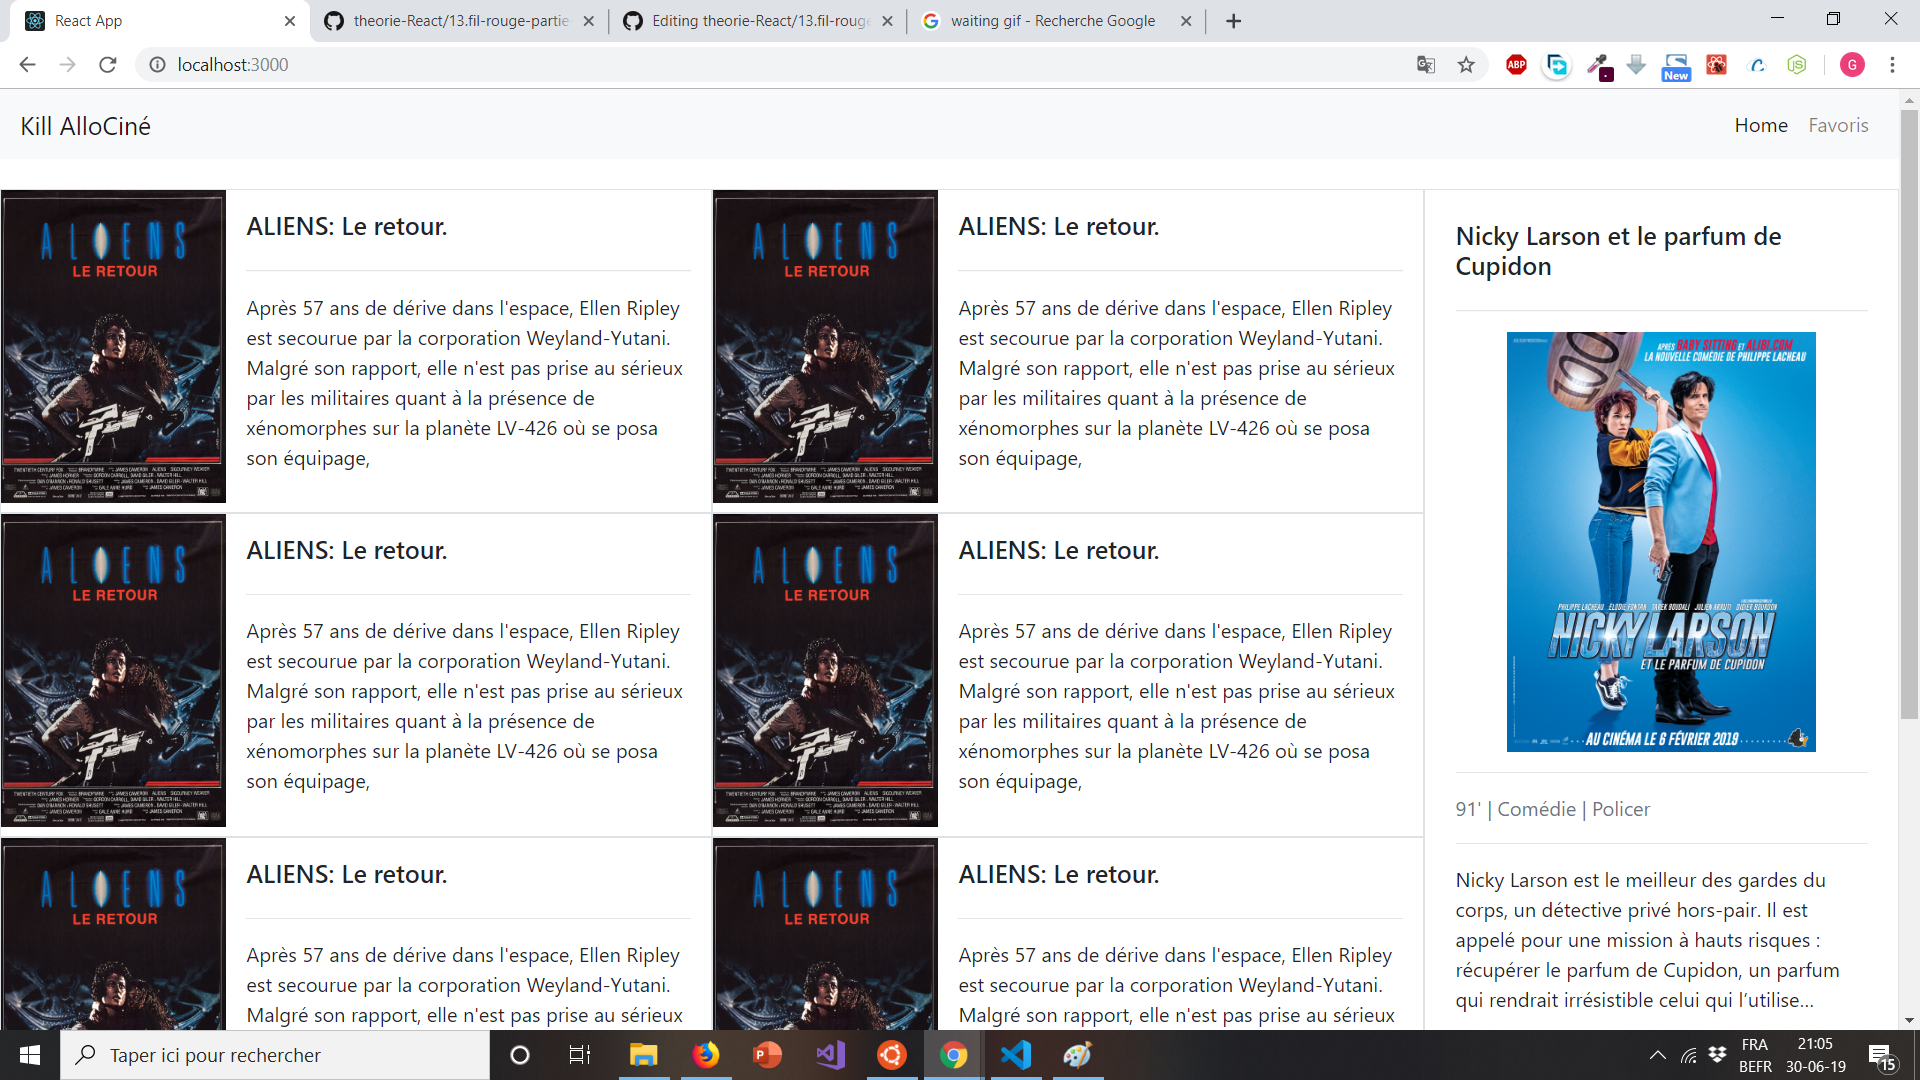 React App
theorie-React/13.fil-rouge-partie
Editing theorie-React/13.fil-rouge
waiting gif - Recherche Google
localhost:3000
ABP
New
G
Kill AlloCiné
Home
Favoris
ALIENS
LE RETOUR
ALIENS: Le retour.
Après 57 ans de dérive dans l'espace, Ellen Ripley
est secourue par la corporation Weyland-Yutani.
Malgré son rapport, elle n'est pas prise au sérieux
par les militaires quant à la présence de
xénomorphes sur la planète LV-426 où se posa
son équipage,
ALIENS
LE RETOUR
ALIENS: Le retour.
Après 57 ans de dérive dans l'espace, Ellen Ripley
est secourue par la corporation Weyland-Yutani.
Malgré son rapport, elle n'est pas prise au sérieux
par les militaires quant à la présence de
xénomorphes sur la planète LV-426 où se posa
son équipage,
ALIENS
LE RETOUR
ALIENS: Le retour.
Après 57 ans de dérive dans l'espace, Ellen Ripley
est secourue par la corporation Weyland-Yutani.
Malgré son rapport, elle n'est pas prise au sérieux
par les militaires quant à la présence de
xénomorphes sur la planète LV-426 où se posa
son équipage,
ALIENS
LE RETOUR
ALIENS: Le retour.
Après 57 ans de dérive dans l'espace, Ellen Ripley
est secourue par la corporation Weyland-Yutani.
Malgré son rapport, elle n'est pas prise au sérieux
par les militaires quant à la présence de
xénomorphes sur la planète LV-426 où se posa
son équipage,
ALIENS
LE RETOUR
ALIENS: Le retour.
Après 57 ans de dérive dans l'espace, Ellen Ripley
est secourue par la corporation Weyland-Yutani.
Malgré son rapport, elle n'est pas prise au sérieux
ALIENS
LE RETOUR
ALIENS: Le retour.
Après 57 ans de dérive dans l'espace, Ellen Ripley
est secourue par la corporation Weyland-Yutani.
Malgré son rapport, elle n'est pas prise au sérieux
Nicky Larson et le parfum de
Cupidon
100
APRÈS BABY SITTING ET ALIBI.COM
LA NOUVELLE COMÉDIE DE PHILIPPE LACHEAU
PHILIPPE LACHEAU ÉLODIE FONTAN TAREK BOUDALI JULIEN ARRUTI DIDIER BOURDON
NICKY LARSON
ET LE PARFUM DE CUPIDON
AU CINÉMA LE 6 FÉVRIER 2019
91' | Comédie | Policer
Nicky Larson est le meilleur des gardes du
corps, un détective privé hors-pair. Il est
appelé pour une mission à hauts risques :
récupérer le parfum de Cupidon, un parfum
qui rendrait irrésistible celui qui l’utilise...
Taper ici pour rechercher
FRA
BEFR
21:05
30-06-19
15